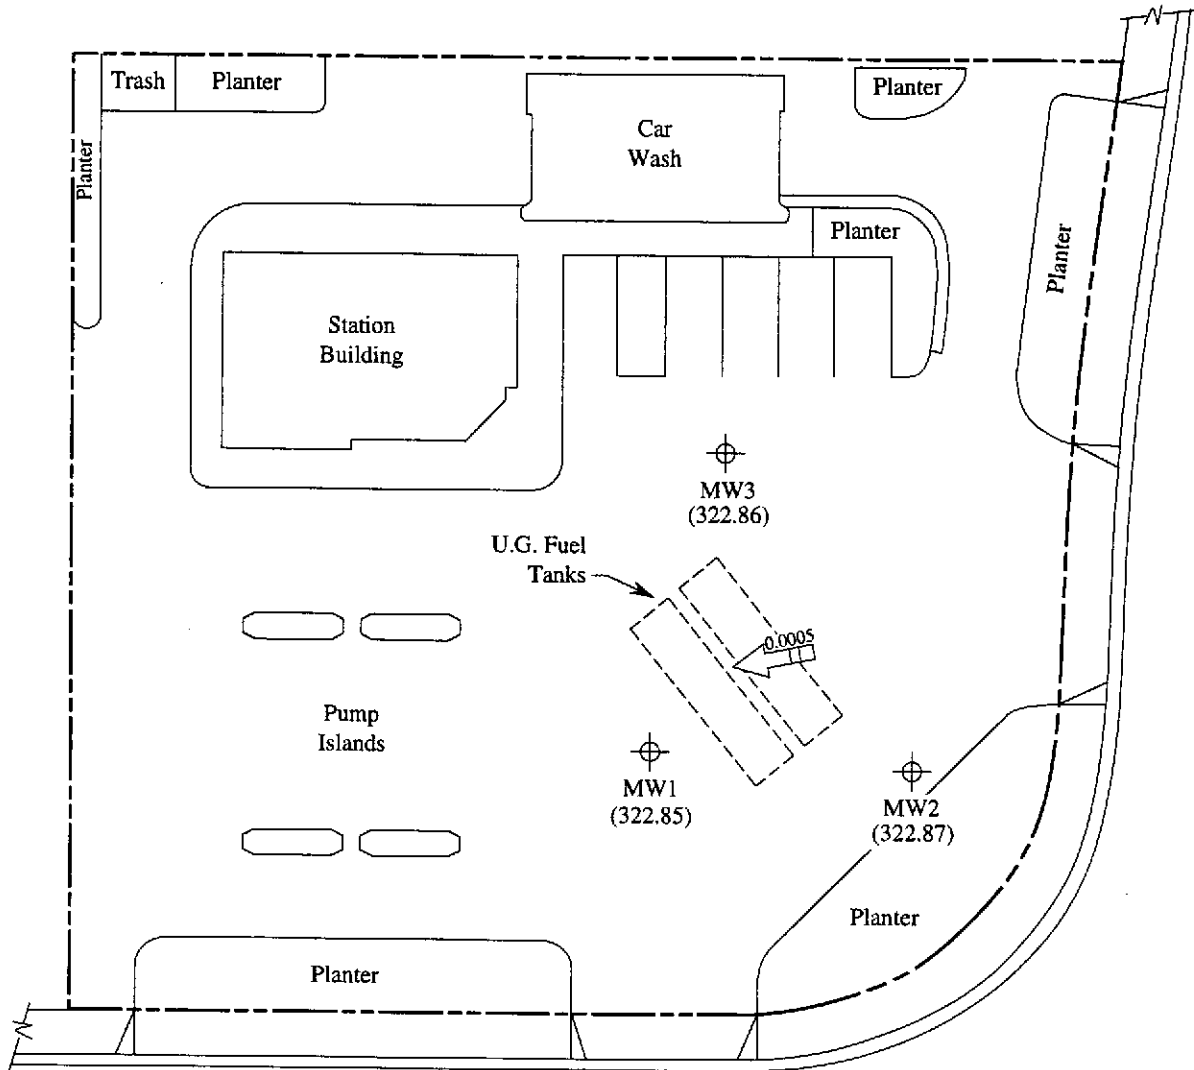 Trash
Planter
Planter
Car
Wash
Planter
Planter
Planter
Station
Building
MW3
(322.86)
U.G. Fuel
Tanks
0.0005
Pump
Islands
MW1
(322.85)
MW2
(322.87)
Planter
Planter